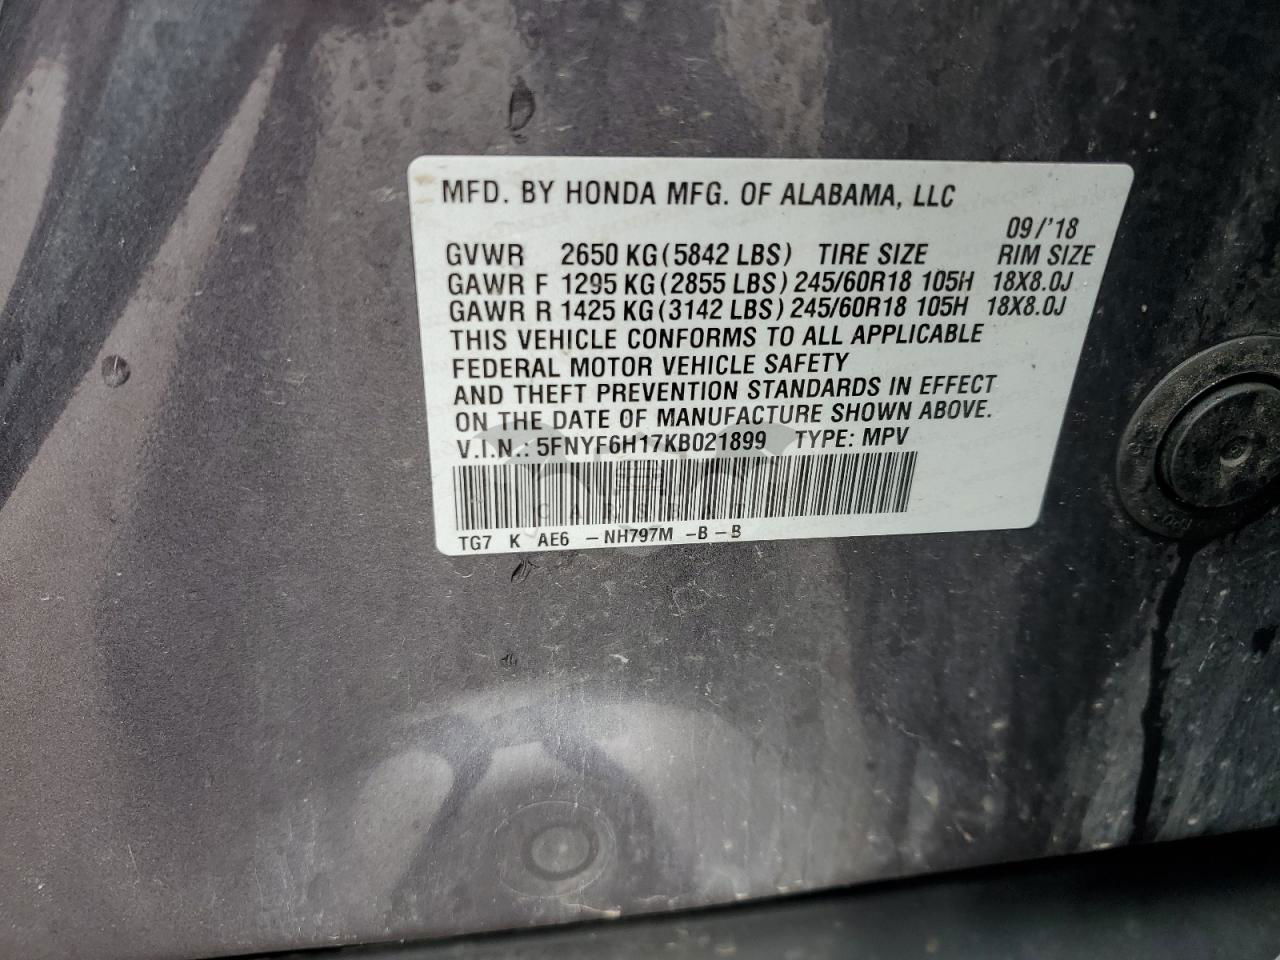 MFD. BY HONDA MFG. OF ALABAMA, LLC
09/'18
GVWR 2650 KG(5842 LBS) TIRE SIZE RIM SIZE
GAWR F 1295 KG(2855 LBS) 245/60R18 105H 18X8.0J
GAWR R 1425 KG(3142 LBS) 245/60R18 105H 18X8.0J
THIS VEHICLE CONFORMS TO ALL APPLICABLE
FEDERAL MOTOR VEHICLE SAFETY
AND THEFT PREVENTION STANDARDS IN EFFECT
ON THE DATE OF MANUFACTURE SHOWN ABOVE.
V.I.N.: 5FNYF6H17KB021899 TYPE: MPV
TG7 K AE6 -NH797M -B-B